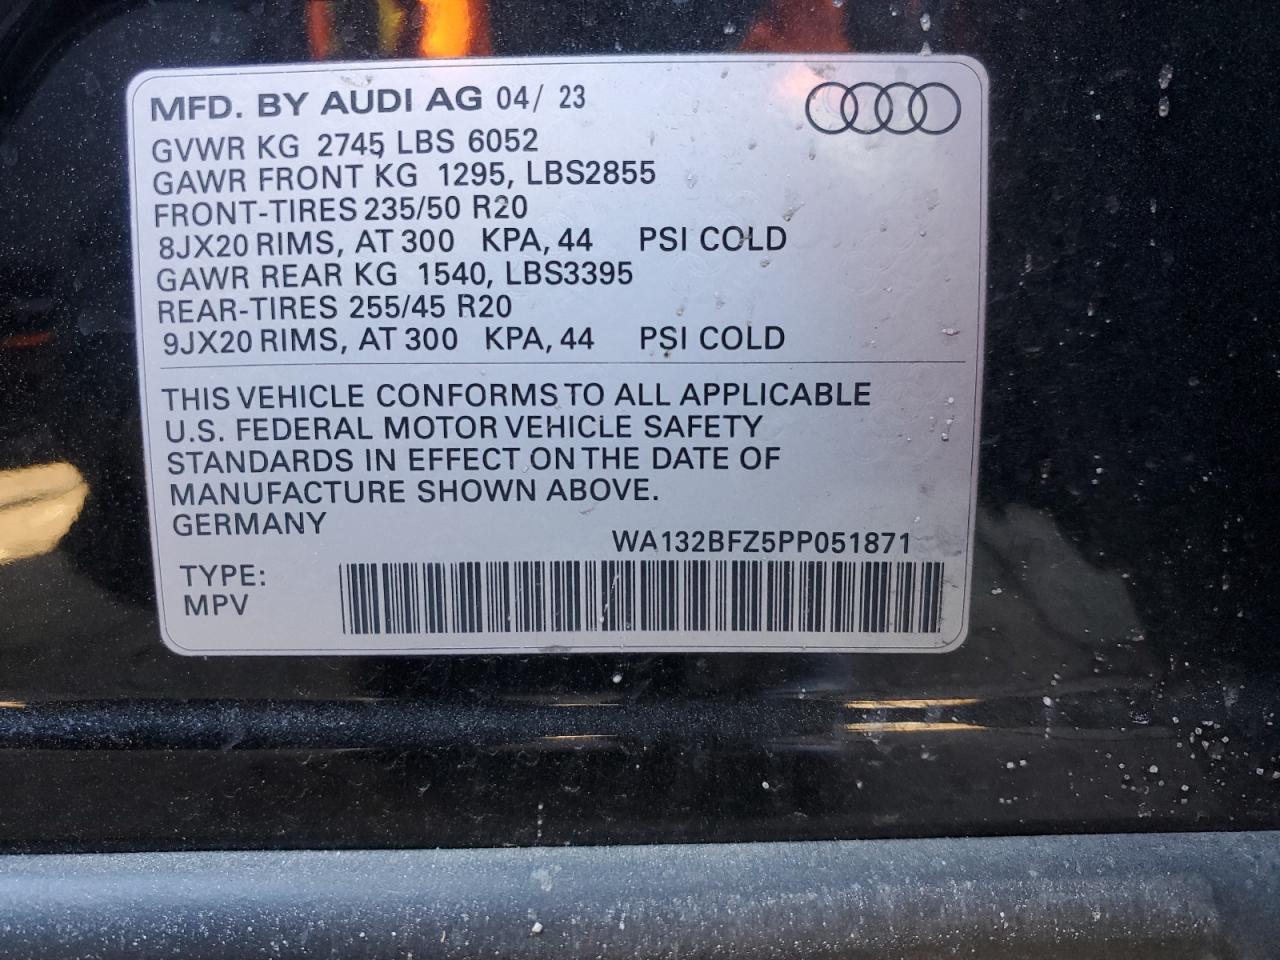 MFD. BY AUDI AG 04/ 23
GVWR KG 2745 LBS 6052
GAWR FRONT KG 1295, LBS2855
FRONT-TIRES 235/50 R20
8JX20 RIMS, AT 300 KPA, 44 PSI COLD
GAWR REAR KG 1540, LBS3395
REAR-TIRES 255/45 R20
9JX20 RIMS, AT 300 KPA, 44 PSI COLD
THIS VEHICLE CONFORMS TO ALL APPLICABLE
U.S. FEDERAL MOTOR VEHICLE SAFETY
STANDARDS IN EFFECT ON THE DATE OF
MANUFACTURE SHOWN ABOVE.
GERMANY
WA132BFZ5PP051871
TYPE:
MPV